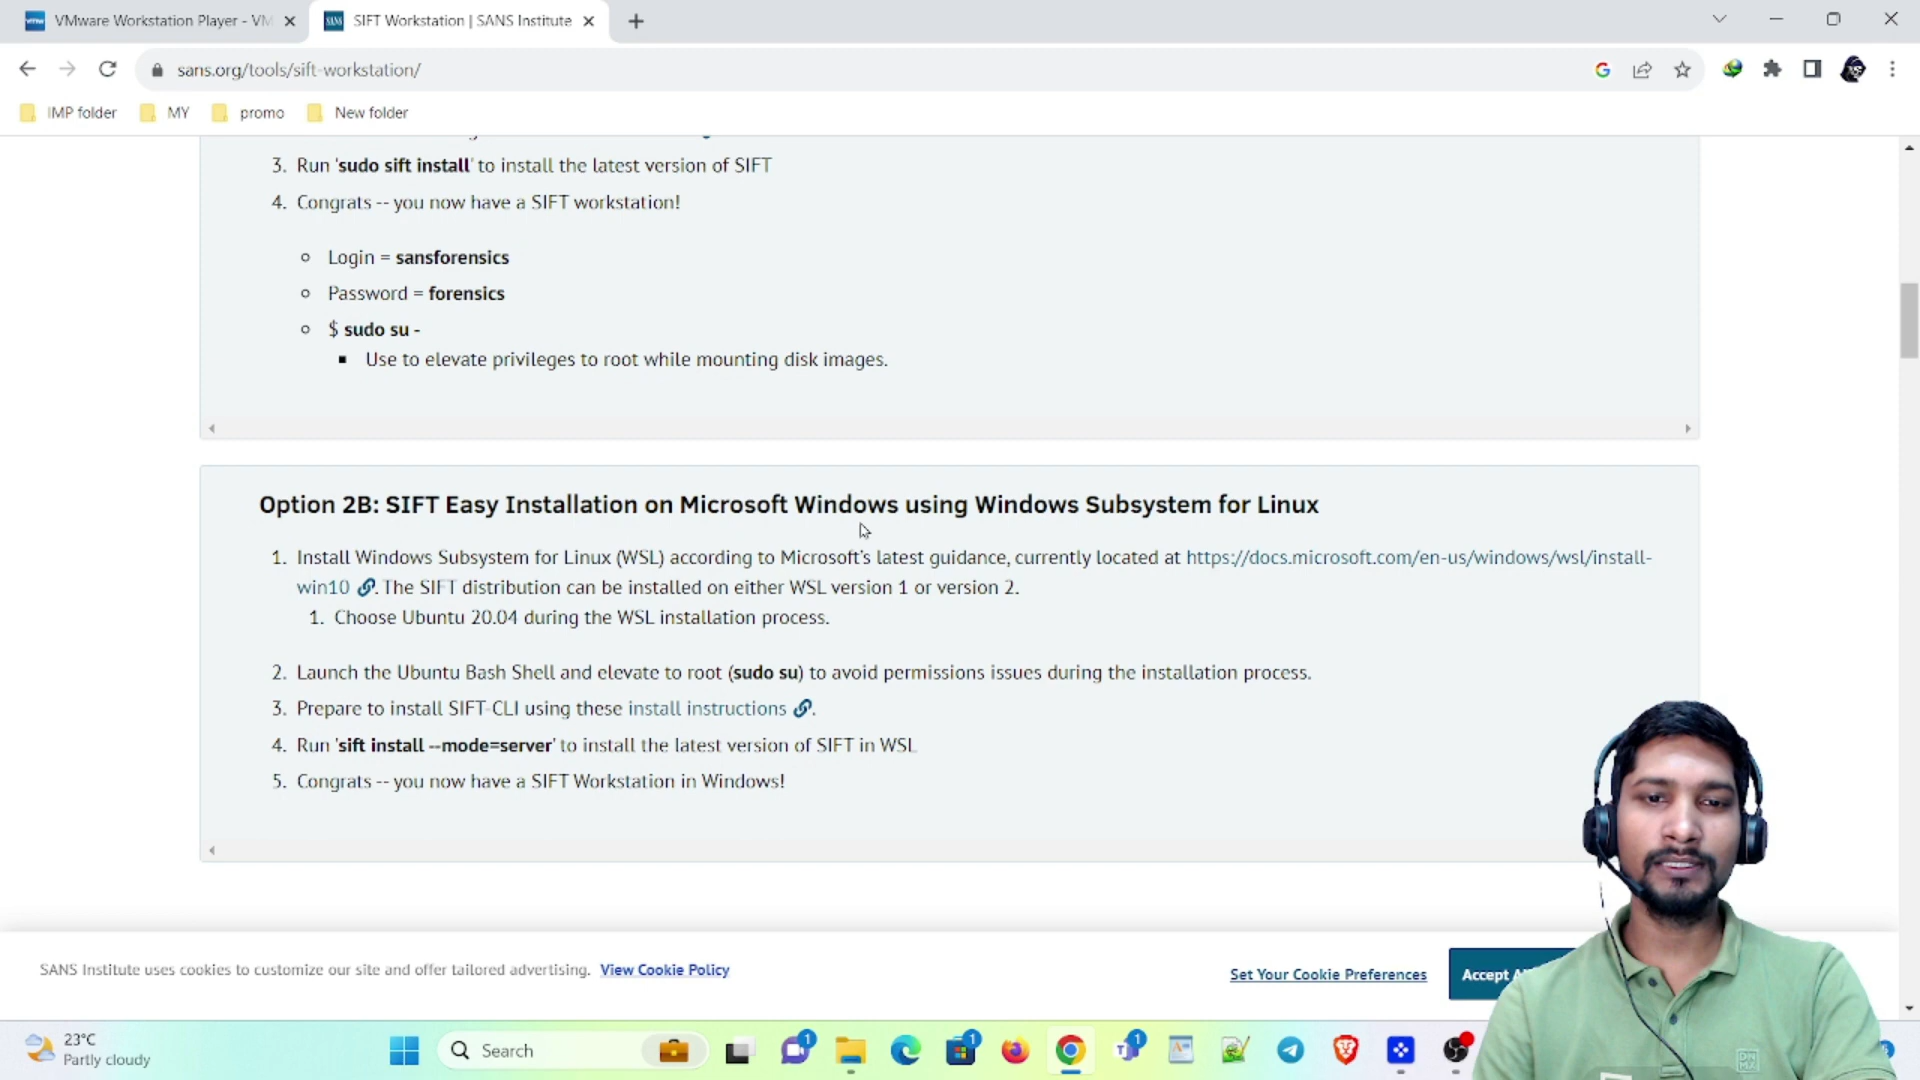 VMware Workstation Player - VM
SIFT Workstation | SANS Institute
sans.org/tools/sift-workstation/
IMP folder
MY
promo
New folder
3. Run 'sudo sift install' to install the latest version of SIFT
4. Congrats -- you now have a SIFT workstation!
Login = sansforensics
Password = forensics
$ sudo su -
Use to elevate privileges to root while mounting disk images.
Option 2B: SIFT Easy Installation on Microsoft Windows using Windows Subsystem for Linux
1. Install Windows Subsystem for Linux (WSL) according to Microsoft's latest guidance, currently located at https://docs.microsoft.com/en-us/windows/wsl/install-
win10. The SIFT distribution can be installed on either WSL version 1 or version 2.
1. Choose Ubuntu 20.04 during the WSL installation process.
2. Launch the Ubuntu Bash Shell and elevate to root (sudo su) to avoid permissions issues during the installation process.
3. Prepare to install SIFT-CLI using these install instructions.
4. Run 'sift install --mode=server' to install the latest version of SIFT in WSL
5. Congrats -- you now have a SIFT Workstation in Windows!
SANS Institute uses cookies to customize our site and offer tailored advertising. View Cookie Policy
Set Your Cookie Preferences
Accept
23°C
Partly cloudy
Search
1
1
1